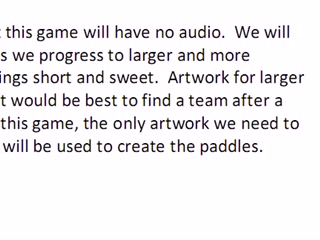 this game will have no audio.  We will
s we progress to larger and more
ings short and sweet.  Artwork for larger
t would be best to find a team after a
this game, the only artwork we need to
will be used to create the paddles.